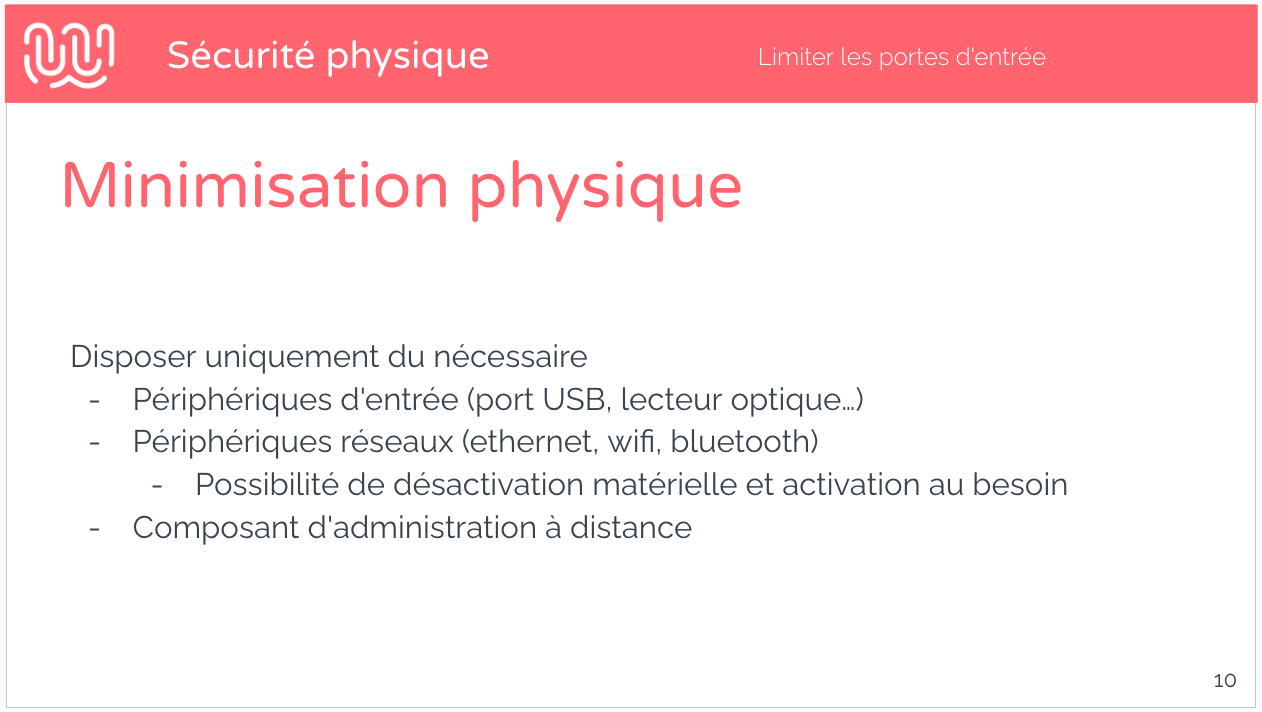 Sécurité physique
Limiter les portes d'entrée
Minimisation physique
Disposer uniquement du nécessaire
- Périphériques d'entrée (port USB, lecteur optique…)
- Périphériques réseaux (ethernet, wifi, bluetooth)
- Possibilité de désactivation matérielle et activation au besoin
- Composant d'administration à distance
10